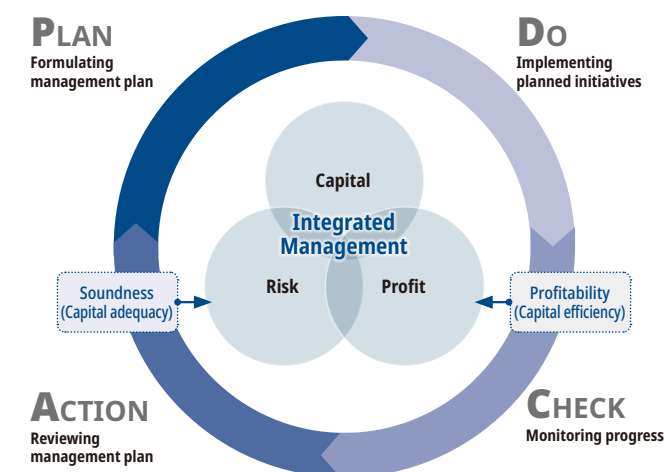 PLAN
Formulating
management plan
DO
Implementing
planned initiatives
Capital
Integrated
Management
Risk
Profit
Soundness
(Capital adequacy)
Profitability
(Capital efficiency)
ACTION
Reviewing
management plan
CHECK
Monitoring progress